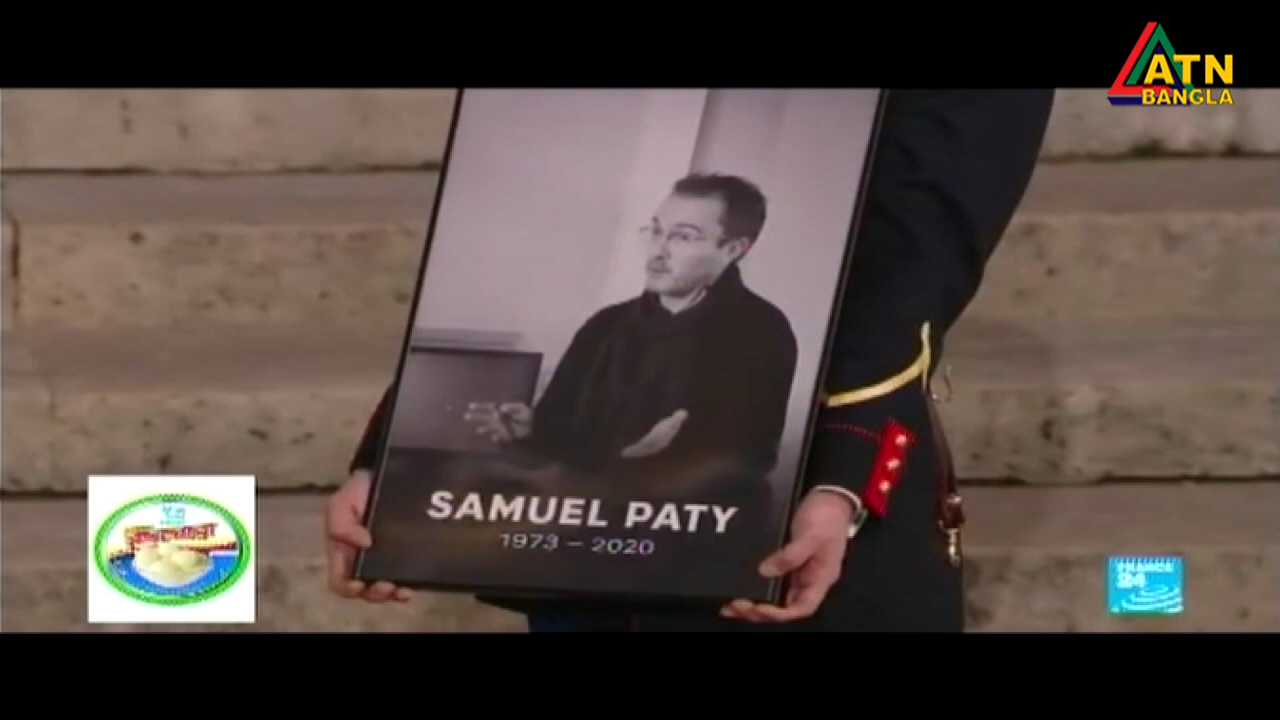 ATN
BANGLA
SAMUEL PATY
1973 – 2020
FRANCE
24